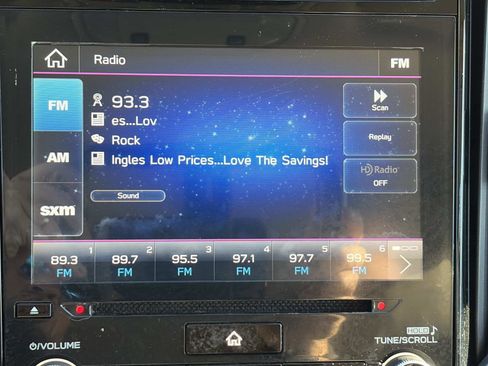 Radio
FM
FM
93.3
Scan
es...Lov
Rock
Replay
AM
Ingles Low Prices...Love The Savings!
HD Radio
OFF
Sound
sxm
1 2 3 4 5 6
89.3 89.7 95.5 97.1 97.7 99.5
FM FM FM FM FM FM
HOLD
VOLUME
TUNE/SCROLL